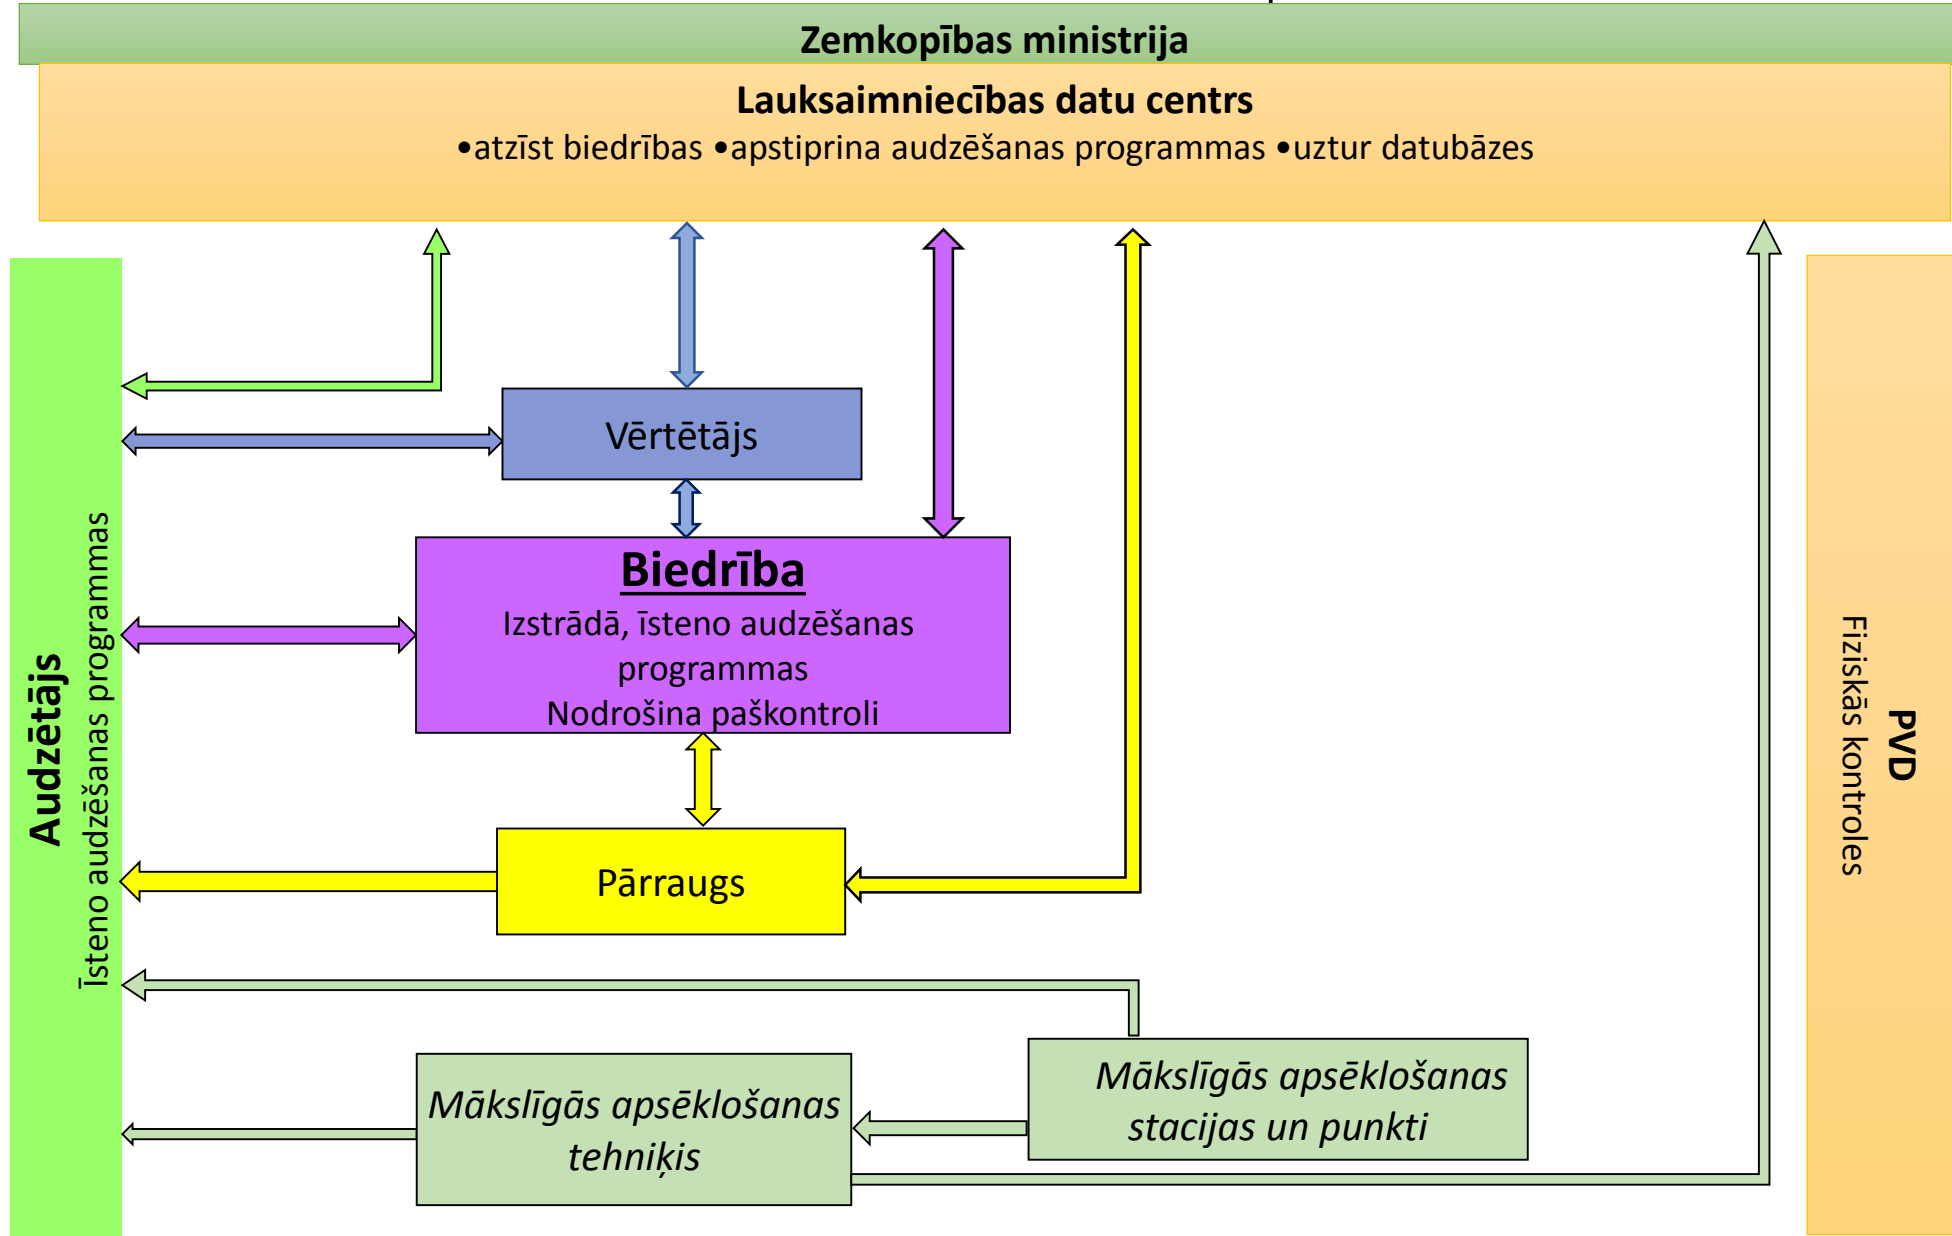 Zemkopības ministrija
Lauksaimniecības datu centrs
•atzīst biedrības •apstiprina audzēšanas programmas •uztur datubāzes
Audzētājs
Īsteno audzēšanas programmas
Vērtētājs
Biedrība
Izstrādā, īsteno audzēšanas
programmas
Nodrošina paškontroli
Pārraugs
Mākslīgās apsēklošanas
tehniķis
Mākslīgās apsēklošanas
stacijas un punkti
PVD
Fiziskās kontroles